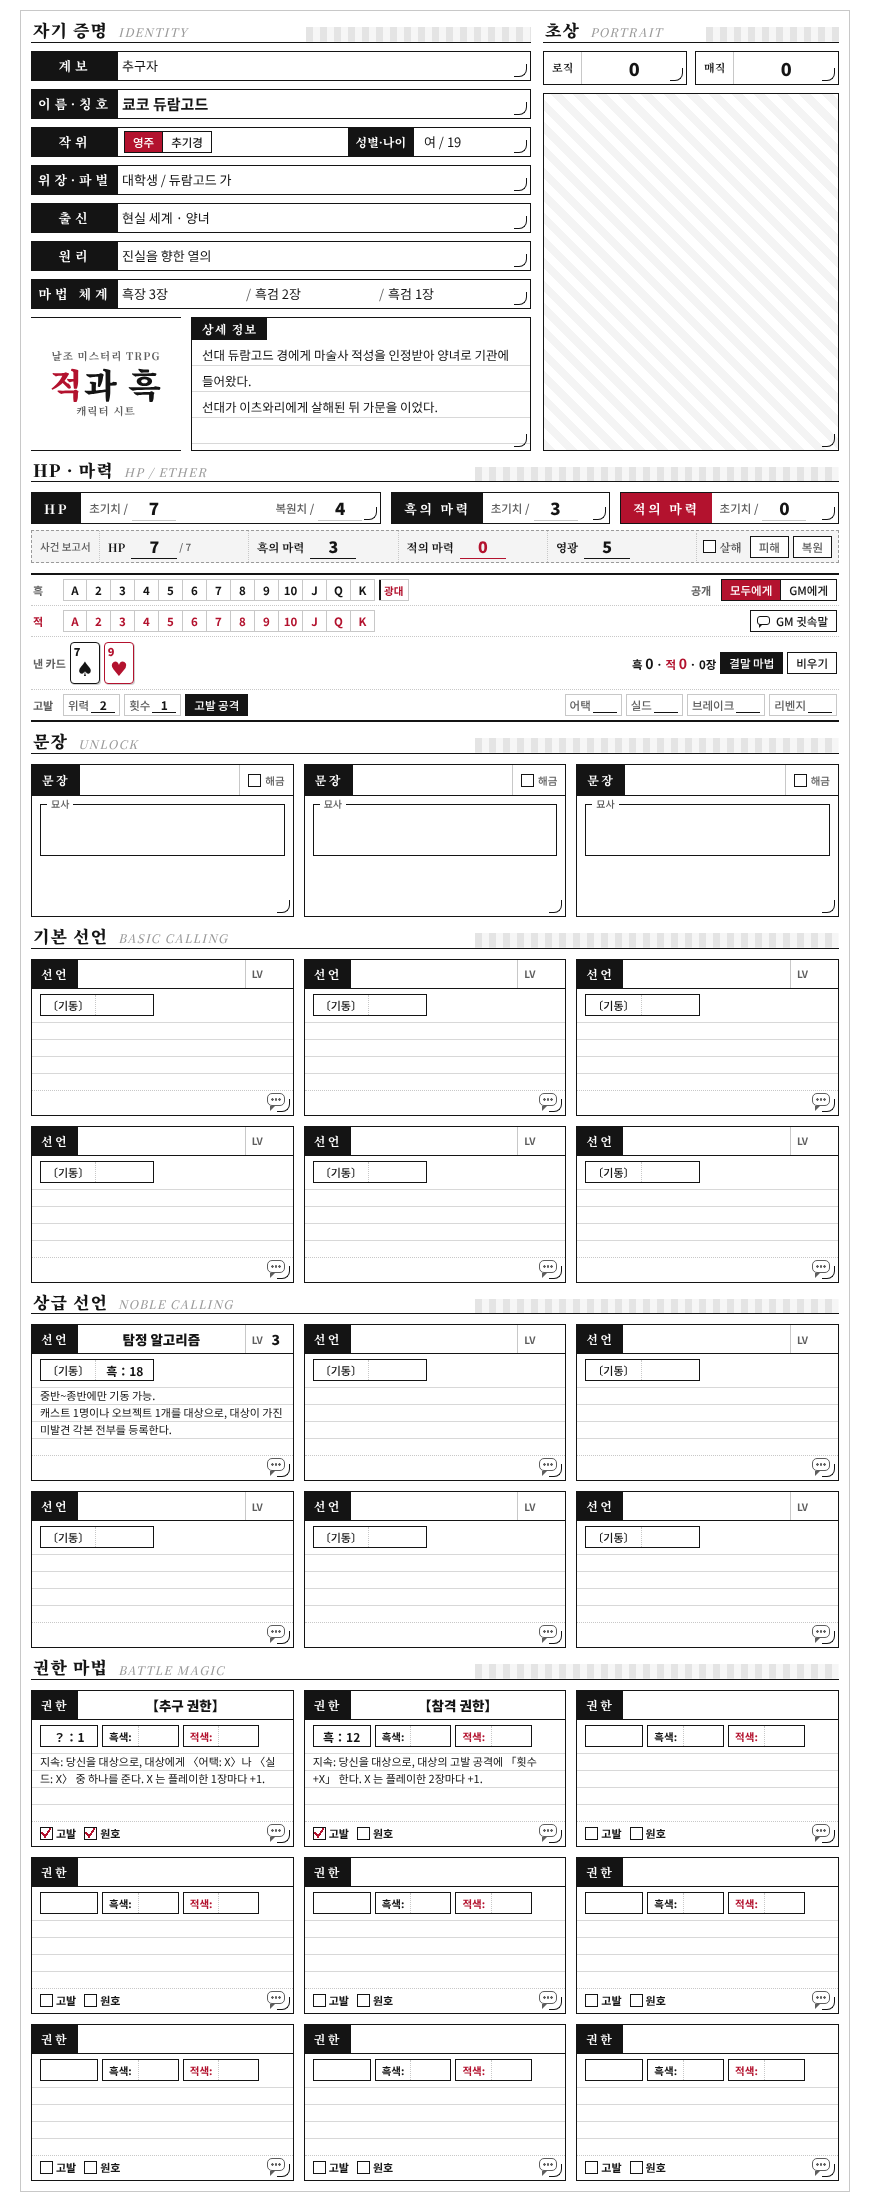 자기 증명 IDENTITY
초상 PORTRAIT
계보 추구자
로직 0 매직 0
이름·칭호 쿄코 듀람고드
작위 영주 추기경 성별·나이 여 / 19
위장·파벌 대학생 / 듀람고드 가
출신 현실 세계 · 양녀
원리 진실을 향한 열의
마법 체계 흑장 3장 / 흑검 2장 / 흑검 1장
날조 미스터리 TRPG
적과 흑
캐릭터 시트
상세 정보
선대 듀람고드 경에게 마술사 적성을 인정받아 양녀로 기관에
들어왔다.
선대가 이츠와리에게 살해된 뒤 가문을 이었다.
HP · 마력 HP / ETHER
HP 초기치 / 7 복원치 / 4 흑의 마력 초기치 / 3 적의 마력 초기치 / 0
사건 보고서 HP 7 / 7 흑의 마력 3 적의 마력 0 영광 5 살해 피해 복원
흑 A 2 3 4 5 6 7 8 9 10 J Q K 광대 공개 모두에게 GM에게
적 A 2 3 4 5 6 7 8 9 10 J Q K GM 귓속말
낸 카드 7♠ 9♥ 흑 0 · 적 0 · 0장 결말 마법 비우기
고발 위력 2 횟수 1 고발 공격 어택 실드 브레이크 리벤지
문장 UNLOCK
문장 해금 문장 해금 문장 해금
묘사 묘사 묘사
기본 선언 BASIC CALLING
선언 LV 선언 LV 선언 LV
〔기동〕 〔기동〕 〔기동〕
선언 LV 선언 LV 선언 LV
〔기동〕 〔기동〕 〔기동〕
상급 선언 NOBLE CALLING
선언 탐정 알고리즘 LV 3 선언 LV 선언 LV
〔기동〕 흑：18 〔기동〕 〔기동〕
중반~종반에만 기동 가능.
캐스트 1명이나 오브젝트 1개를 대상으로, 대상이 가진
미발견 각본 전부를 등록한다.
선언 LV 선언 LV 선언 LV
〔기동〕 〔기동〕 〔기동〕
권한 마법 BATTLE MAGIC
권한 【추구 권한】 권한 【참격 권한】 권한
？：1 흑색: 적색: 흑：12 흑색: 적색: 흑색: 적색:
지속: 당신을 대상으로, 대상에게 〈어택: X〉나 〈실
드: X〉 중 하나를 준다. X 는 플레이한 1장마다 +1.
지속: 당신을 대상으로, 대상의 고발 공격에 「횟수
+X」 한다. X 는 플레이한 2장마다 +1.
고발 원호 고발 원호 고발 원호
권한 권한 권한
흑색: 적색: 흑색: 적색: 흑색: 적색:
고발 원호 고발 원호 고발 원호
권한 권한 권한
흑색: 적색: 흑색: 적색: 흑색: 적색:
고발 원호 고발 원호 고발 원호